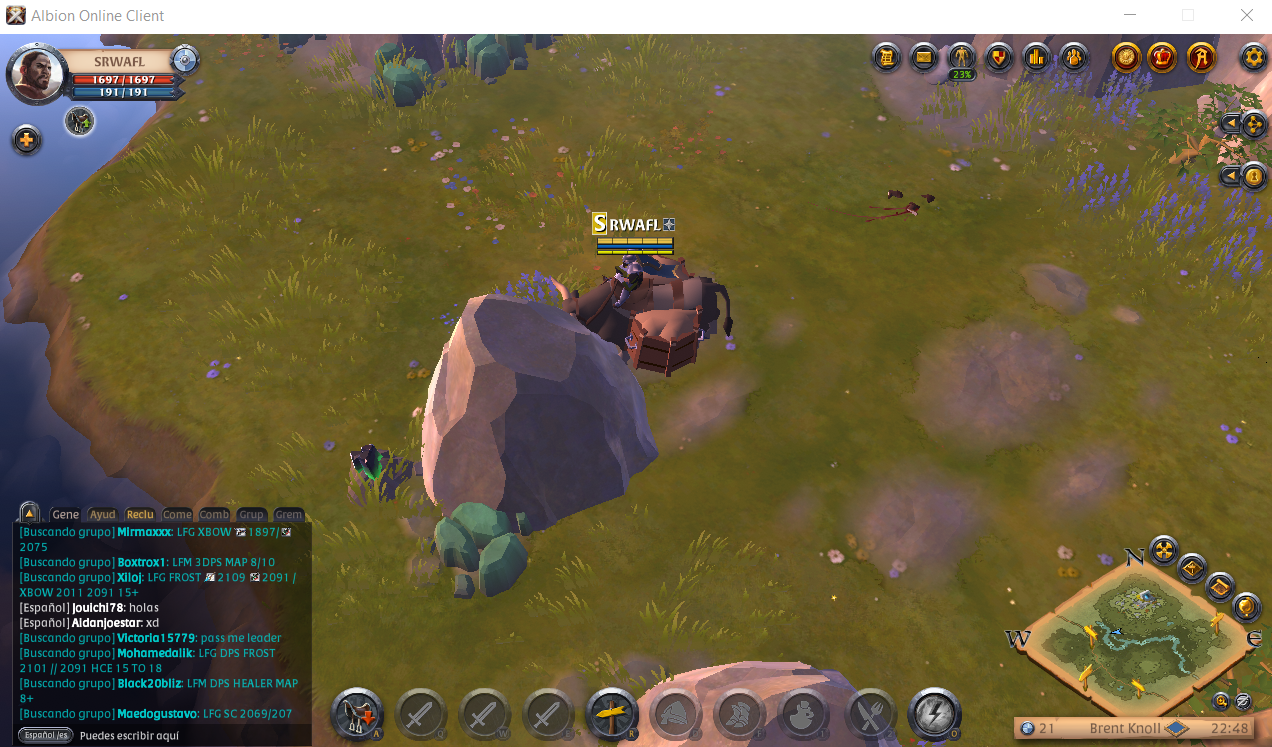 Albion Online Client
SRWAFL
1697 / 1697
191 / 191
23%
SRWAFL
Gene Ayud Reclu Come Comb Grup Grem
[Buscando grupo] Mirmaxxx: LFG XBOW 1897/
2075
[Buscando grupo] Boxtrox1: LFM 3DPS MAP 8/10
[Buscando grupo] Xiloj: LFG FROST 2109 2091 /
XBOW 2011 2091 15+
[Español] Jouichi78: holas
[Español] Aidanjoestar: xd
[Buscando grupo] Victoria15779: pass me leader
[Buscando grupo] Mohamedalik: LFG DPS FROST
2101 // 2091 HCE 15 TO 18
[Buscando grupo] Black20bliz: LFM DPS HEALER MAP
8+
[Buscando grupo] Maedogustavo: LFG SC 2069/207
Español /es Puedes escribir aquí
A Q W E R D F 1 2 O
N
W E
21 Brent Knoll 22:48